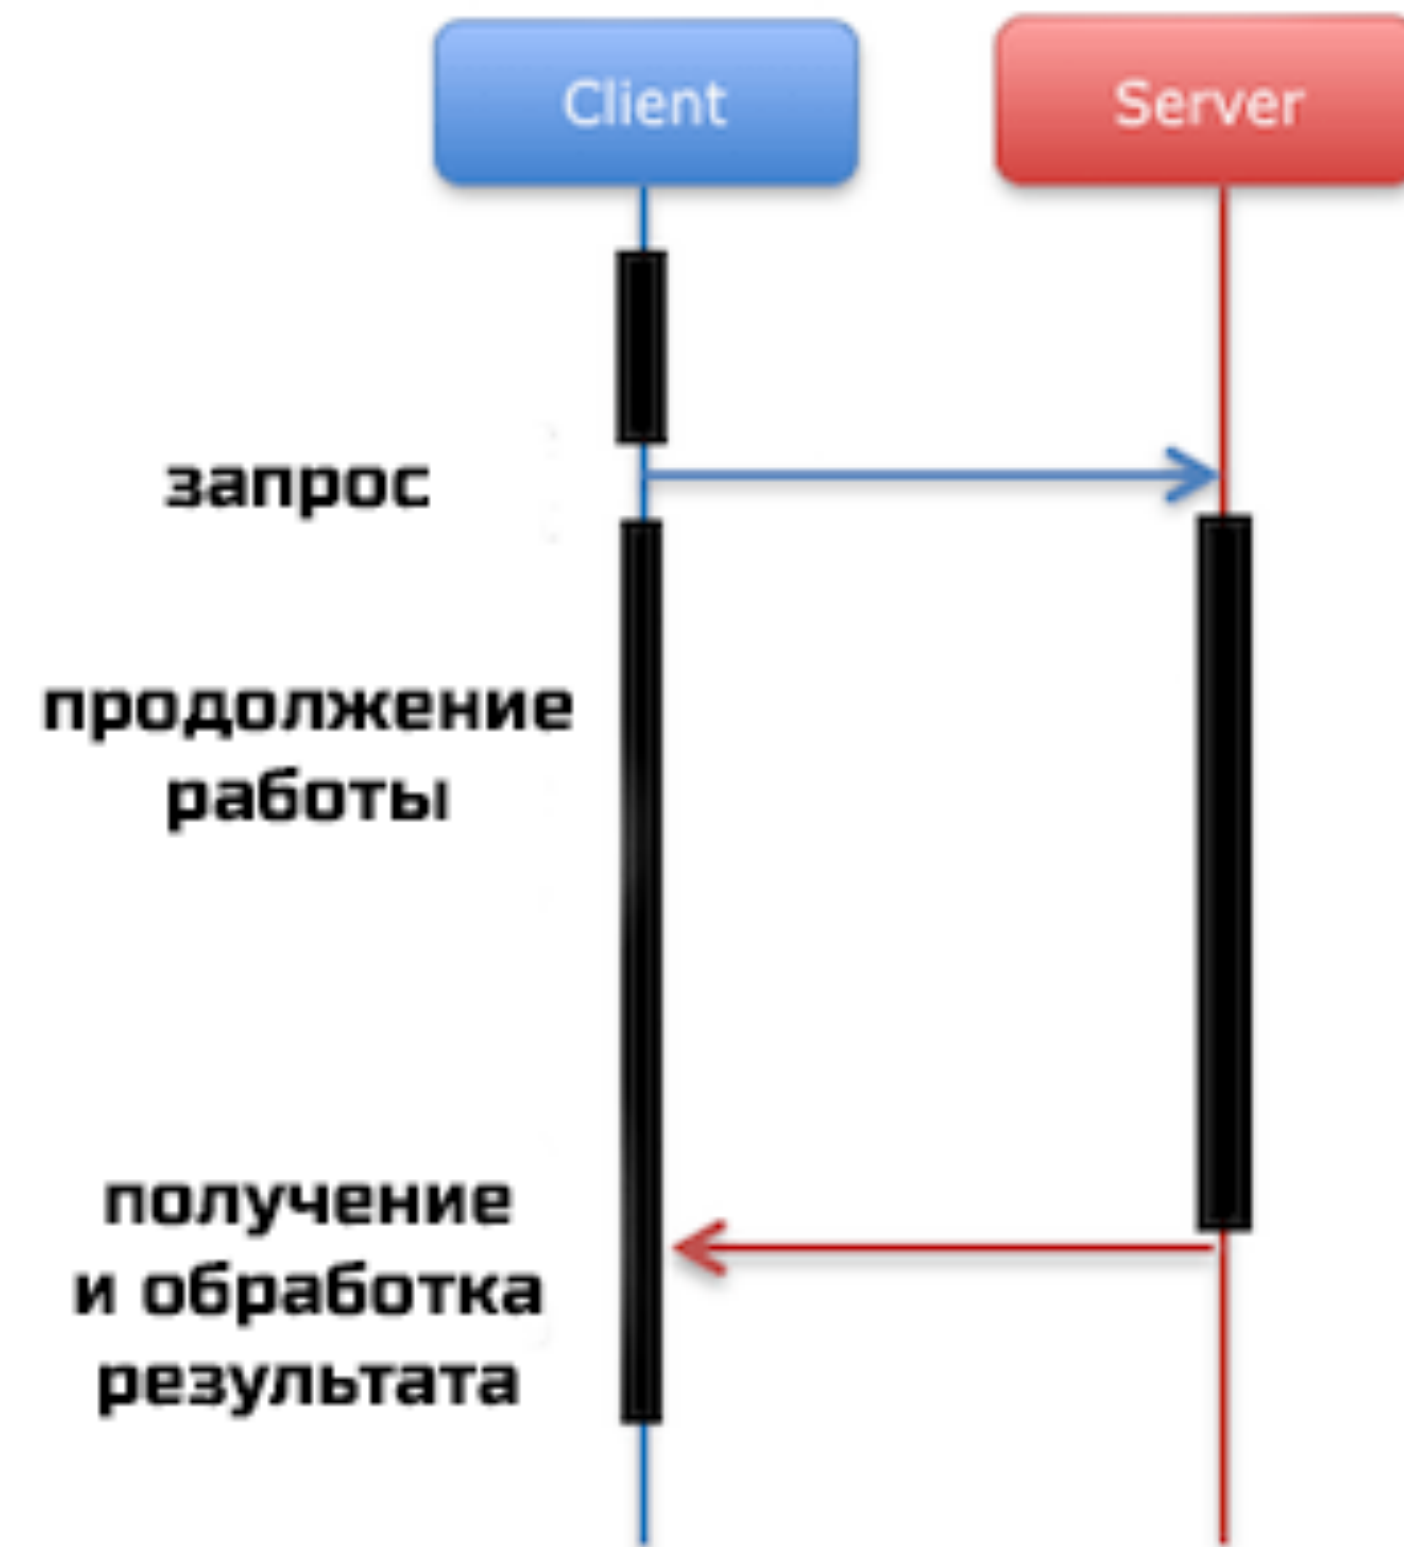 Client
Server
запрос
продолжение
работы
получение
и обработка
результата